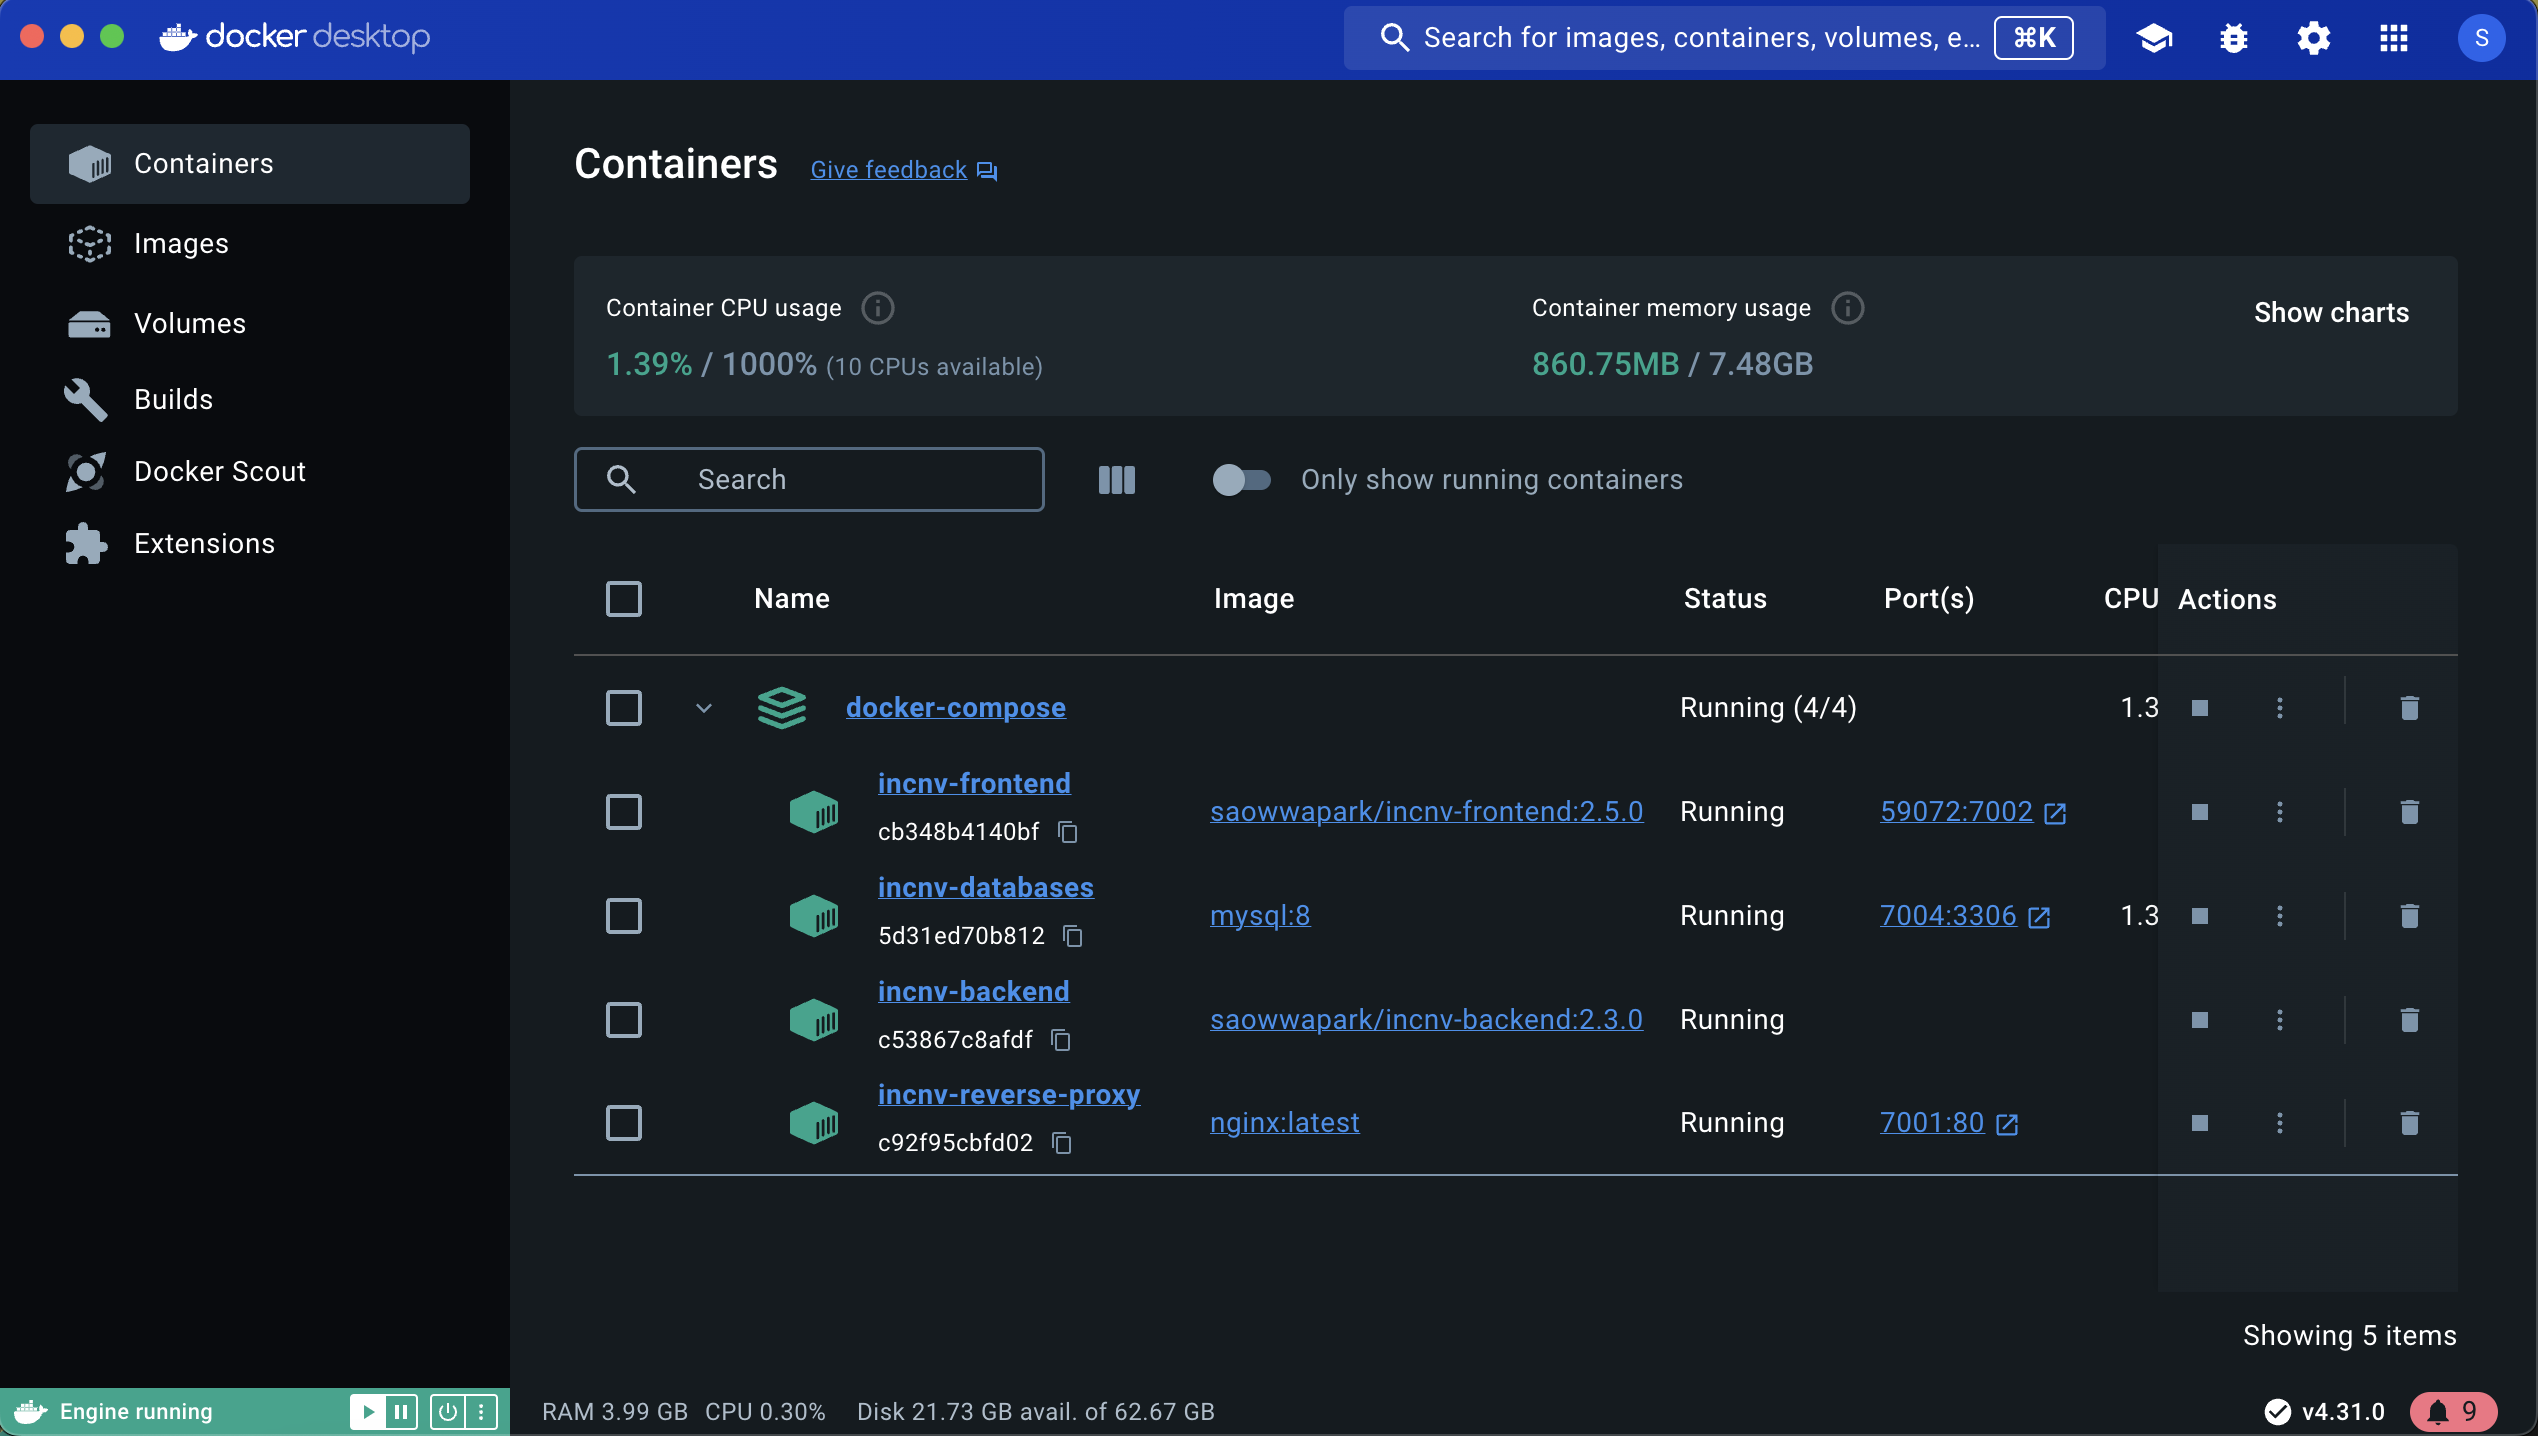 docker desktop
Search for images, containers, volumes, e... ⌘K
S
Containers
Images
Volumes
Builds
Docker Scout
Extensions
Containers Give feedback
Container CPU usage
1.39% / 1000% (10 CPUs available)
Container memory usage
860.75MB / 7.48GB
Show charts
Search
Only show running containers
Name Image Status Port(s) CPU Actions
docker-compose Running (4/4) 1.3
incnv-frontend
cb348b4140bf
saowwapark/incnv-frontend:2.5.0 Running 59072:7002
incnv-databases
5d31ed70b812
mysql:8 Running 7004:3306 1.3
incnv-backend
c53867c8afdf
saowwapark/incnv-backend:2.3.0 Running
incnv-reverse-proxy
c92f95cbfd02
nginx:latest Running 7001:80
Showing 5 items
Engine running
RAM 3.99 GB CPU 0.30% Disk 21.73 GB avail. of 62.67 GB
v4.31.0
9